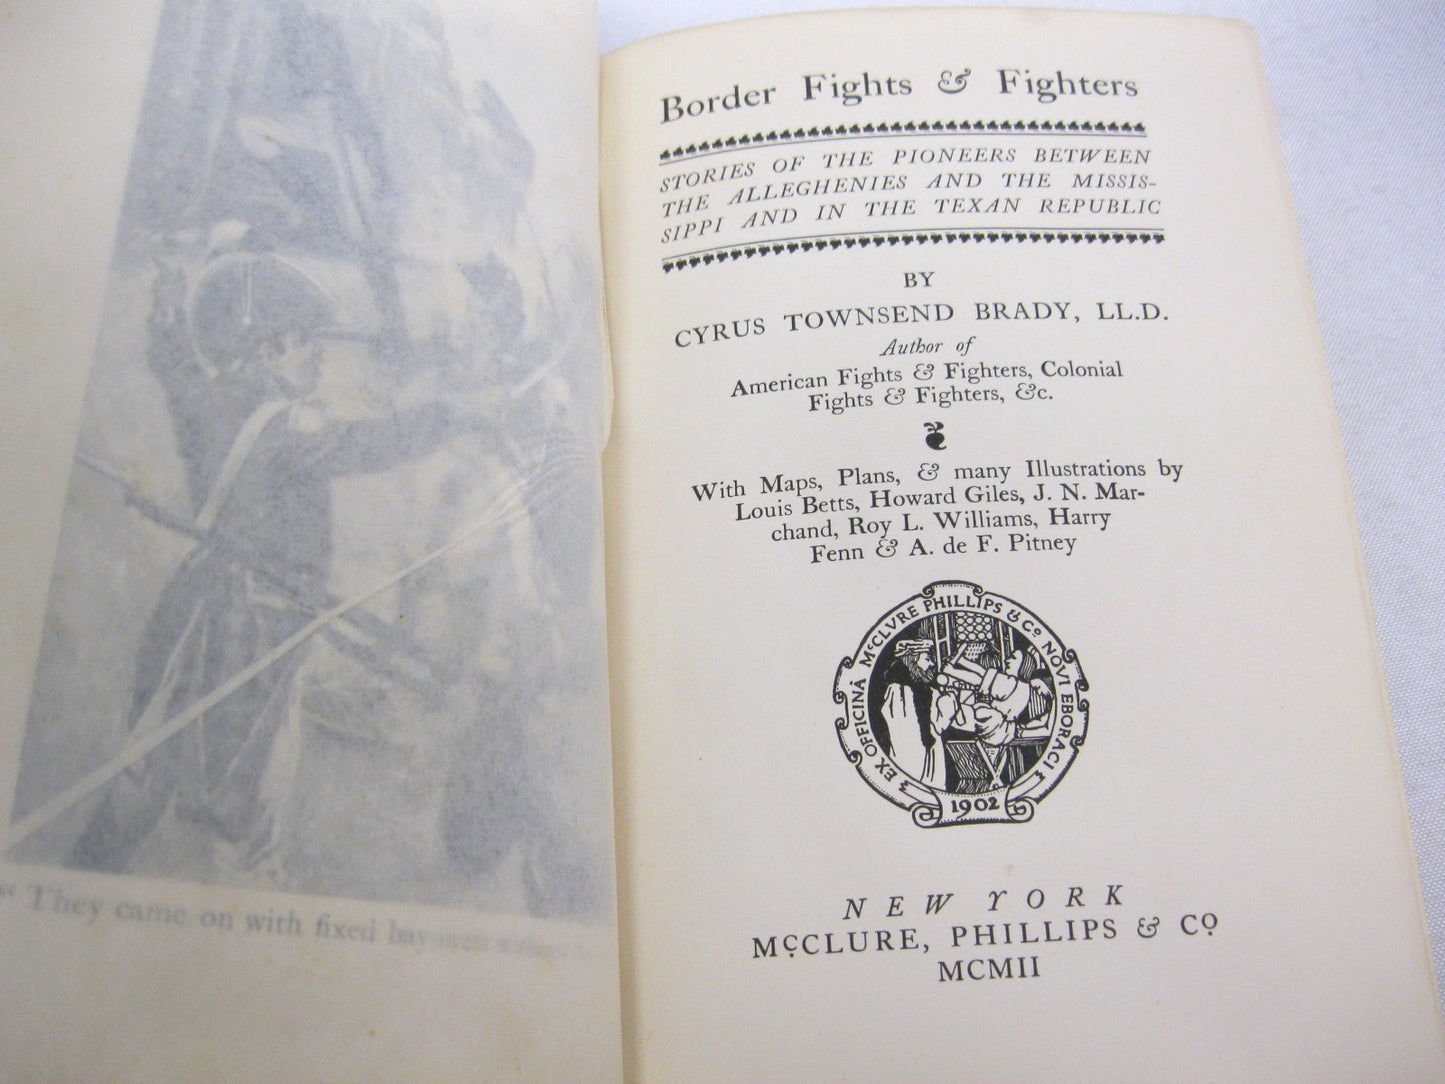 " They came on with fixed bayonets
Border Fights & Fighters
STORIES OF THE PIONEERS BETWEEN
THE ALLEGHENIES AND THE MISSIS-
SIPPI AND IN THE TEXAN REPUBLIC
BY
CYRUS TOWNSEND BRADY, LL.D.
Author of
American Fights & Fighters, Colonial
Fights & Fighters, &c.
With Maps, Plans, & many Illustrations by
Louis Betts, Howard Giles, J. N. Mar-
chand, Roy L. Williams, Harry
Fenn & A. de F. Pitney
EX OFFICINÂ McCLVRE PHILLIPS & Co NOVI EBORACI
1902
NEW YORK
McCLURE, PHILLIPS & Co
MCMII